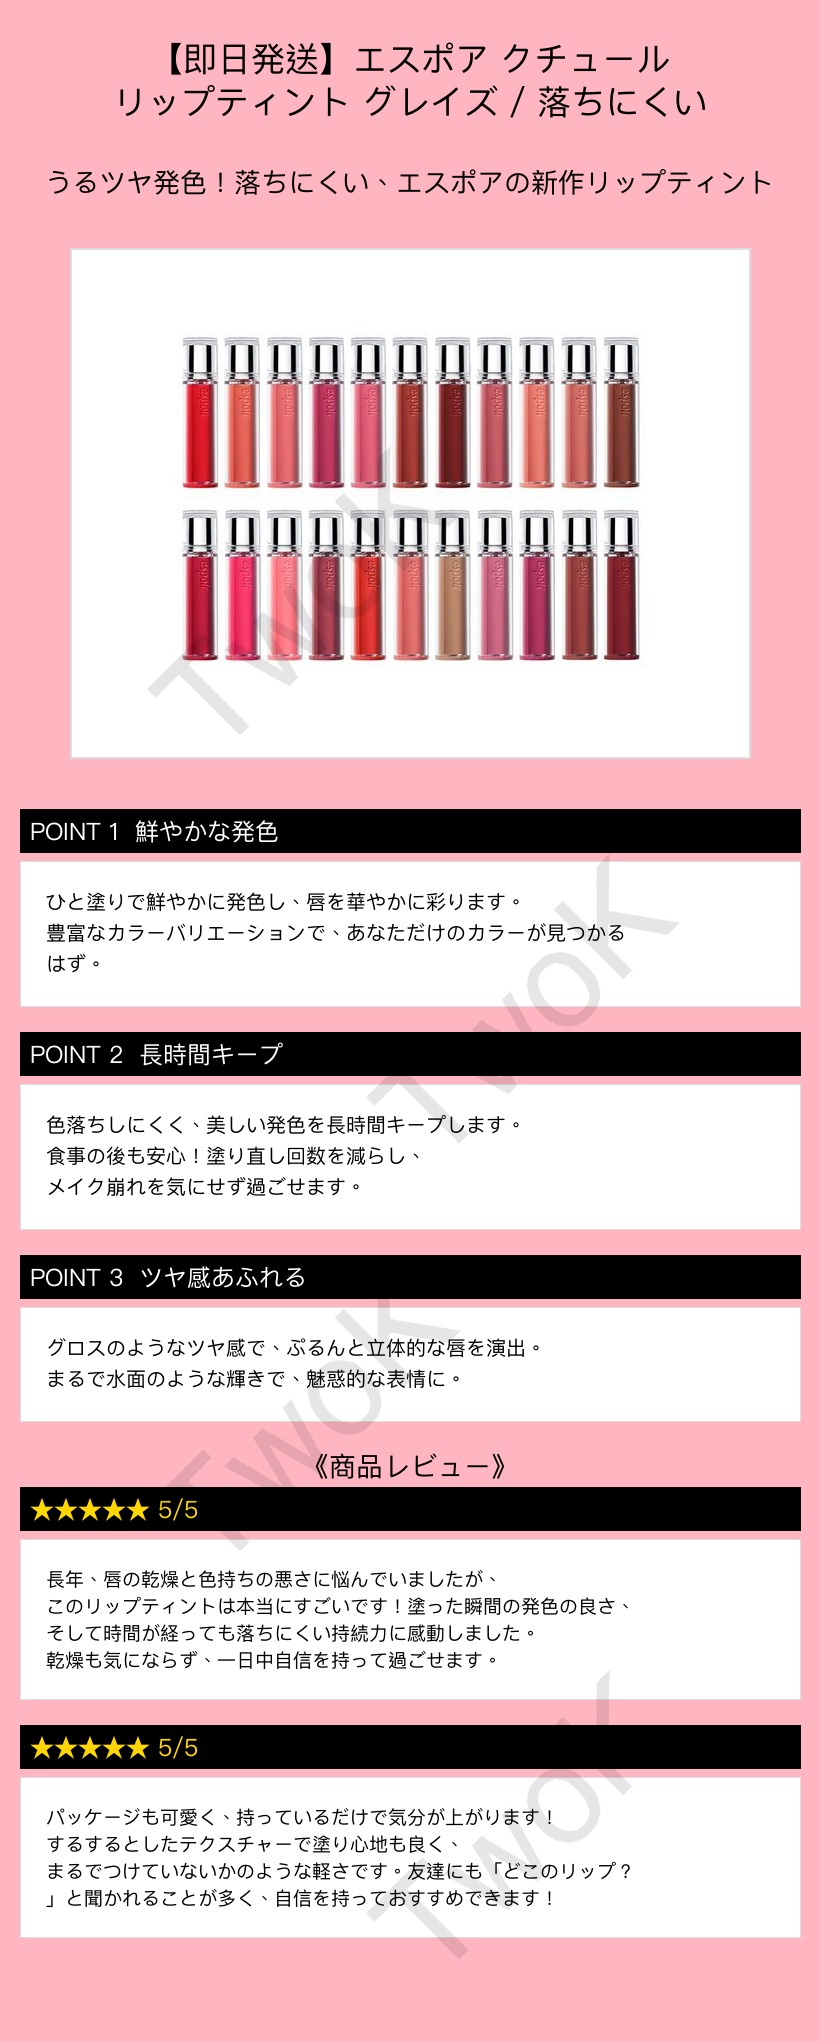 【即日発送】エスポア クチュール
リップティント グレイズ / 落ちにくい
うるツヤ発色！落ちにくい、エスポアの新作リップティント
TwoK
POINT 1 鮮やかな発色
ひと塗りで鮮やかに発色し、唇を華やかに彩ります。
豊富なカラーバリエーションで、あなただけのカラーが見つかる
はず。
TwoK
POINT 2 長時間キープ
色落ちしにくく、美しい発色を長時間キープします。
食事の後も安心！塗り直し回数を減らし、
メイク崩れを気にせず過ごせます。
POINT 3 ツヤ感あふれる
グロスのようなツヤ感で、ぷるんと立体的な唇を演出。
まるで水面のような輝きで、魅惑的な表情に。
TwoK
《商品レビュー》
★★★★★ 5/5
長年、唇の乾燥と色持ちの悪さに悩んでいましたが、
このリップティントは本当にすごいです！塗った瞬間の発色の良さ、
そして時間が経っても落ちにくい持続力に感動しました。
乾燥も気にならず、一日中自信を持って過ごせます。
★★★★★ 5/5
パッケージも可愛く、持っているだけで気分が上がります！
するするとしたテクスチャーで塗り心地も良く、
まるでつけていないかのような軽さです。友達にも「どこのリップ？
」と聞かれることが多く、自信を持っておすすめできます！
TwoK